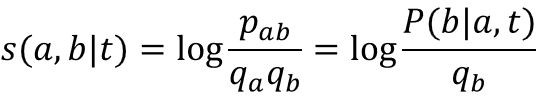 s(a, b|t) = log p_ab / (q_a q_b) = log P(b|a, t) / q_b